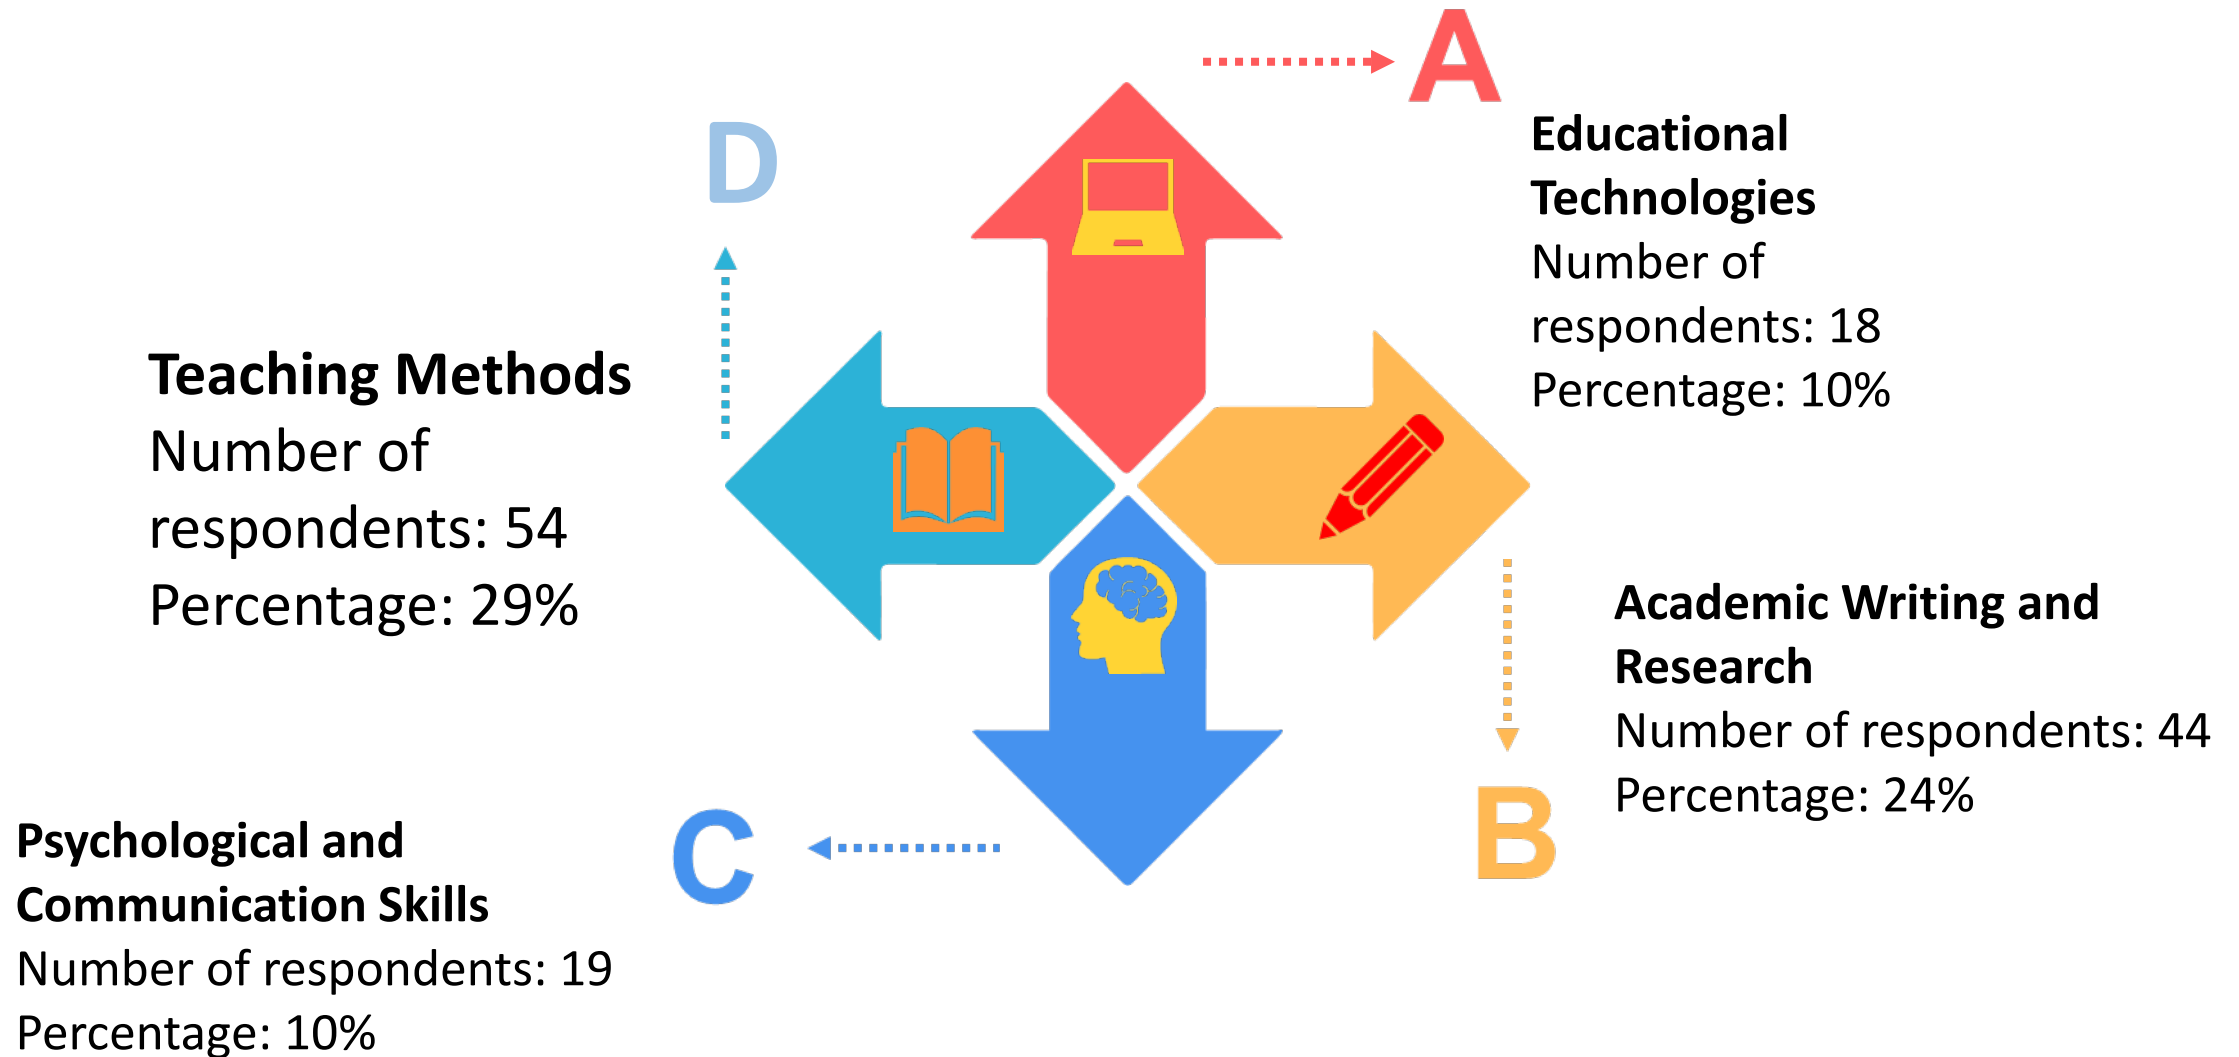 A
Educational
Technologies
Number of
respondents: 18
Percentage: 10%
D
Teaching Methods
Number of
respondents: 54
Percentage: 29%
Academic Writing and
Research
Number of respondents: 44
Percentage: 24%
B
C
Psychological and
Communication Skills
Number of respondents: 19
Percentage: 10%